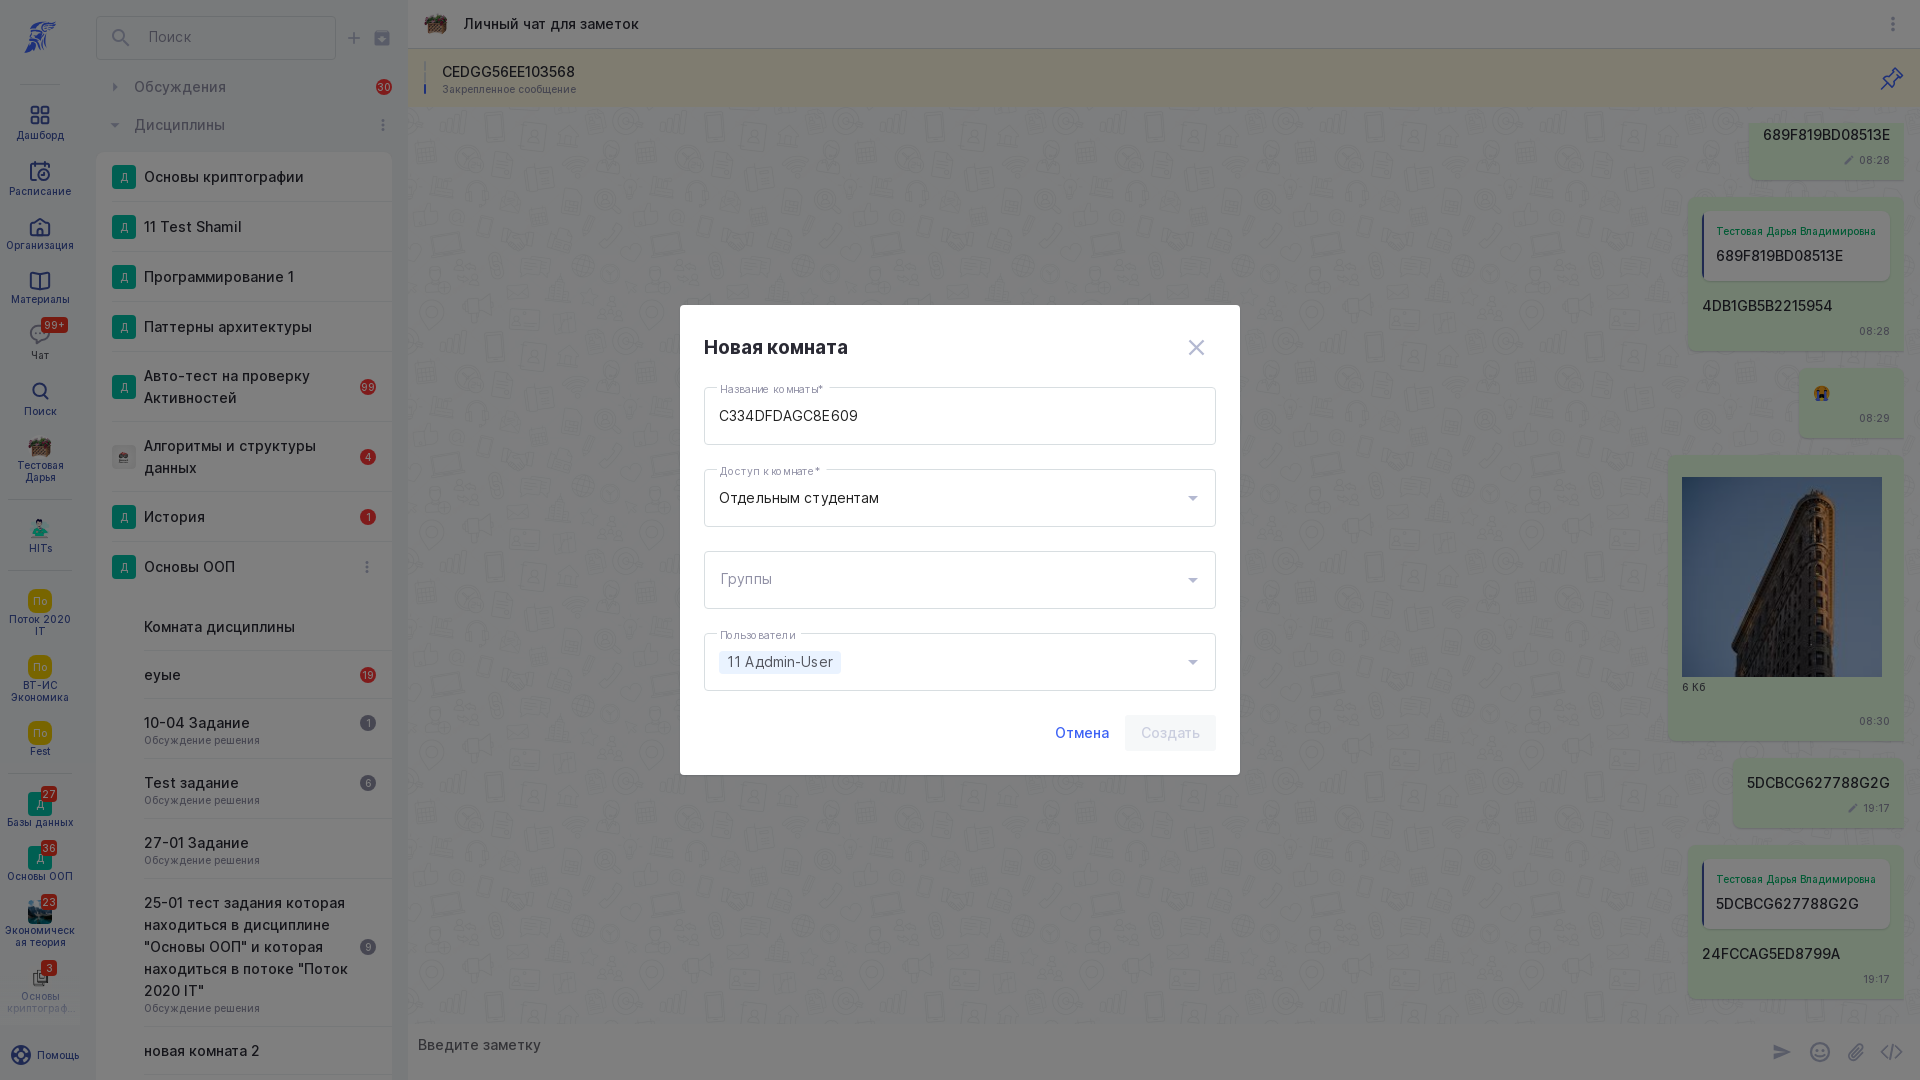 Дашборд
Расписание
Организация
Материалы
99+
Чат
Поиск
Тестовая
Дарья
HITs
По
Поток 2020
IT
По
ВТ-ИС
Экономика
По
Fest
27
Д
Базы данных
36
Д
Основы ООП
23
Экономическ
ая теория
3
Основы
криптограф...
Помощь
Поиск
Обсуждения
30
Дисциплины
Д
Основы криптографии
Д
11 Test Shamil
Д
Программирование 1
Д
Паттерны архитектуры
Д
Авто-тест на проверку
Активностей
99
Алгоритмы и структуры
данных
4
Д
История
1
Д
Основы ООП
Комната дисциплины
еуые
19
10-04 Задание
Обсуждение решения
1
Test задание
Обсуждение решения
6
27-01 Задание
Обсуждение решения
25-01 тест задания которая
находиться в дисциплине
"Основы ООП" и которая
находиться в потоке "Поток
2020 IT"
Обсуждение решения
9
новая комната 2
Личный чат для заметок
CEDGG56EE103568
Закрепленное сообщение
689F819BD08513E
08:28
Тестовая Дарья Владимировна
689F819BD08513E
4DB1GB5B2215954
08:28
08:29
6 Кб
08:30
5DCBCG627788G2G
19:17
Тестовая Дарья Владимировна
5DCBCG627788G2G
24FCCAG5ED8799A
19:17
Введите заметку
Новая комната
Название комнаты*
C334DFDAGC8E609
Доступ к комнате*
Отдельным студентам
Группы
Пользователи
11 Адdmin-User
Отмена
Создать